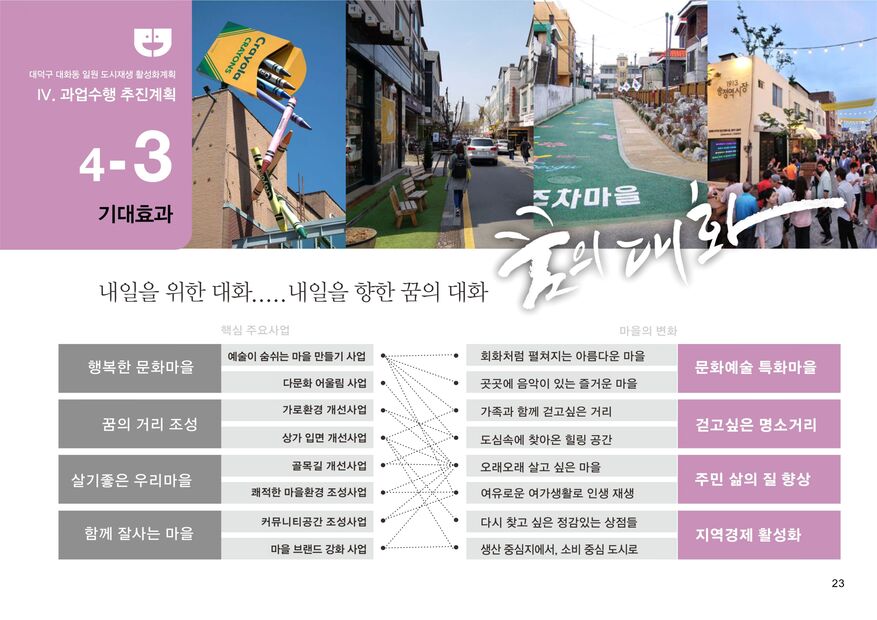 대덕구 대화동 일원 도시재생 활성화계획
Ⅳ. 과업수행 추진계획
4-3
기대효과
Crayola
CRAYONS
주차마을
1913
송정역시장
꿈의 대화
내일을 위한 대화.....내일을 향한 꿈의 대화
핵심 주요사업
마을의 변화
행복한 문화마을
예술이 숨쉬는 마을 만들기 사업
회화처럼 펼쳐지는 아름다운 마을
문화예술 특화마을
다문화 어울림 사업
곳곳에 음악이 있는 즐거운 마을
꿈의 거리 조성
가로환경 개선사업
가족과 함께 걷고싶은 거리
걷고싶은 명소거리
상가 입면 개선사업
도심속에 찾아온 힐링 공간
살기좋은 우리마을
골목길 개선사업
오래오래 살고 싶은 마을
주민 삶의 질 향상
쾌적한 마을환경 조성사업
여유로운 여가생활로 인생 재생
함께 잘사는 마을
커뮤니티공간 조성사업
다시 찾고 싶은 정감있는 상점들
지역경제 활성화
마을 브랜드 강화 사업
생산 중심지에서, 소비 중심 도시로
23